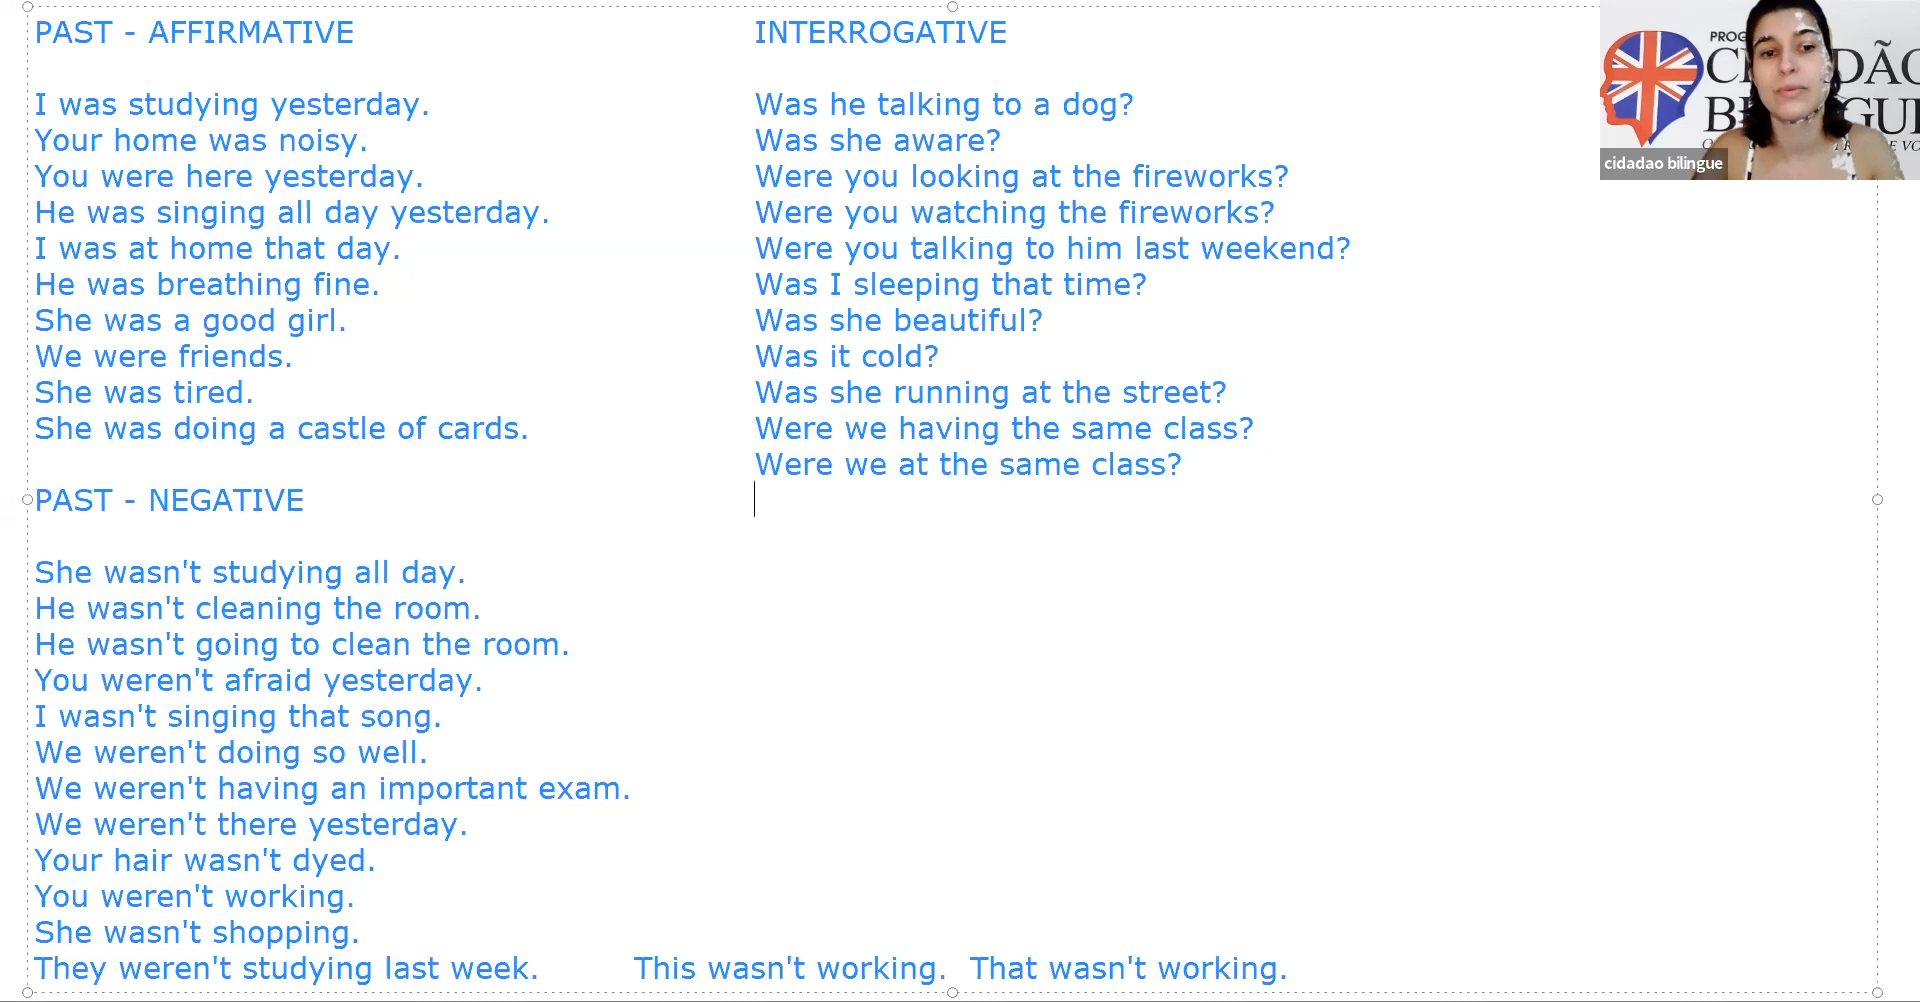 PAST - AFFIRMATIVE
I was studying yesterday.
Your home was noisy.
You were here yesterday.
He was singing all day yesterday.
I was at home that day.
He was breathing fine.
She was a good girl.
We were friends.
She was tired.
She was doing a castle of cards.
PAST - NEGATIVE
She wasn't studying all day.
He wasn't cleaning the room.
He wasn't going to clean the room.
You weren't afraid yesterday.
I wasn't singing that song.
We weren't doing so well.
We weren't having an important exam.
We weren't there yesterday.
Your hair wasn't dyed.
You weren't working.
She wasn't shopping.
They weren't studying last week. This wasn't working. That wasn't working.
INTERROGATIVE
Was he talking to a dog?
Was she aware?
Were you looking at the fireworks?
Were you watching the fireworks?
Were you talking to him last weekend?
Was I sleeping that time?
Was she beautiful?
Was it cold?
Was she running at the street?
Were we having the same class?
Were we at the same class?
cidadao bilingue